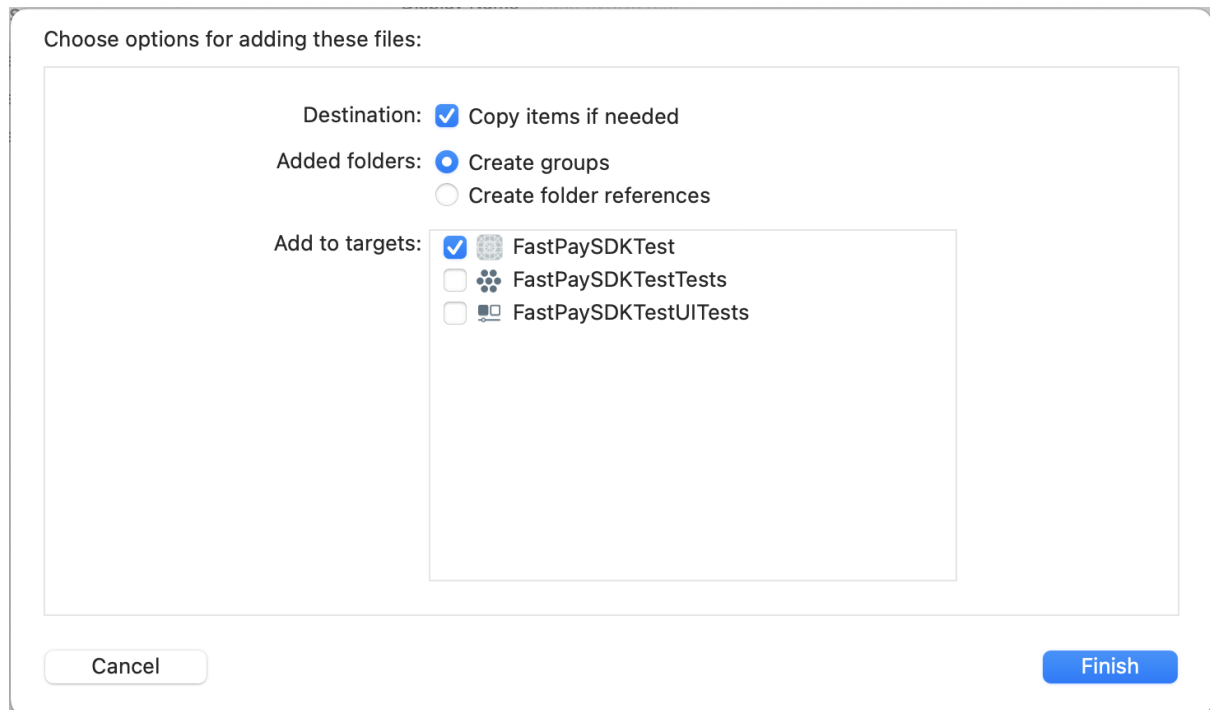 Choose options for adding these files:
Destination: Copy items if needed
Added folders: Create groups
Create folder references
Add to targets: FastPaySDKTest
FastPaySDKTestTests
FastPaySDKTestUITests
Cancel Finish